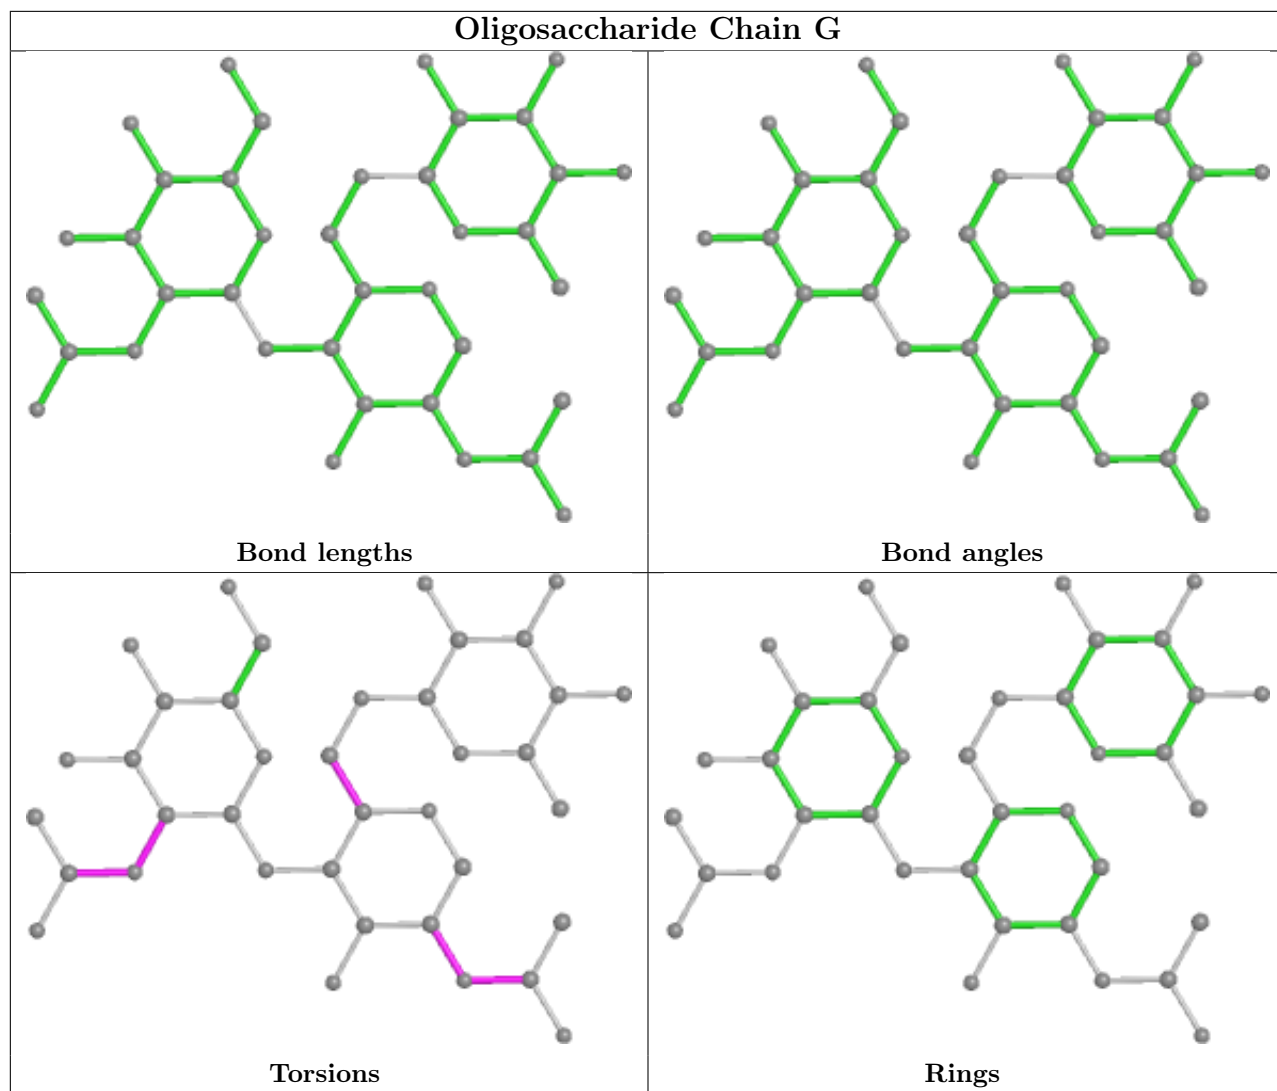 Oligosaccharide Chain G
Bond lengths
Bond angles
Torsions
Rings